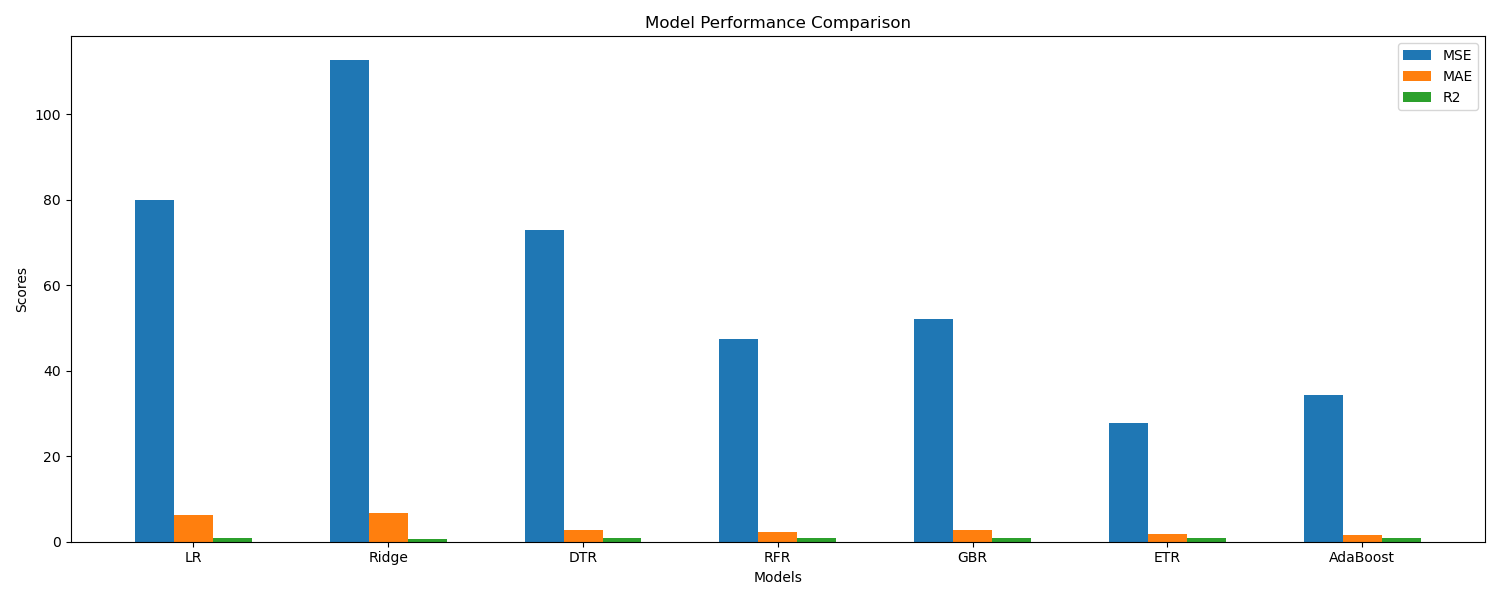 Model Performance Comparison
MSE
MAE
R2
100
80
60
40
20
0
Scores
LR Ridge DTR RFR GBR ETR AdaBoost
Models